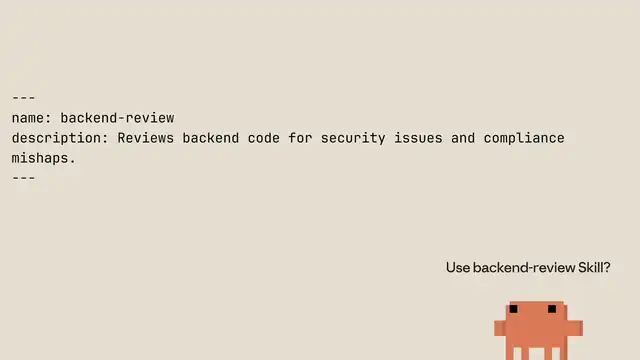 ---
name: backend-review
description: Reviews backend code for security issues and compliance
mishaps.
---
Use backend-review Skill?